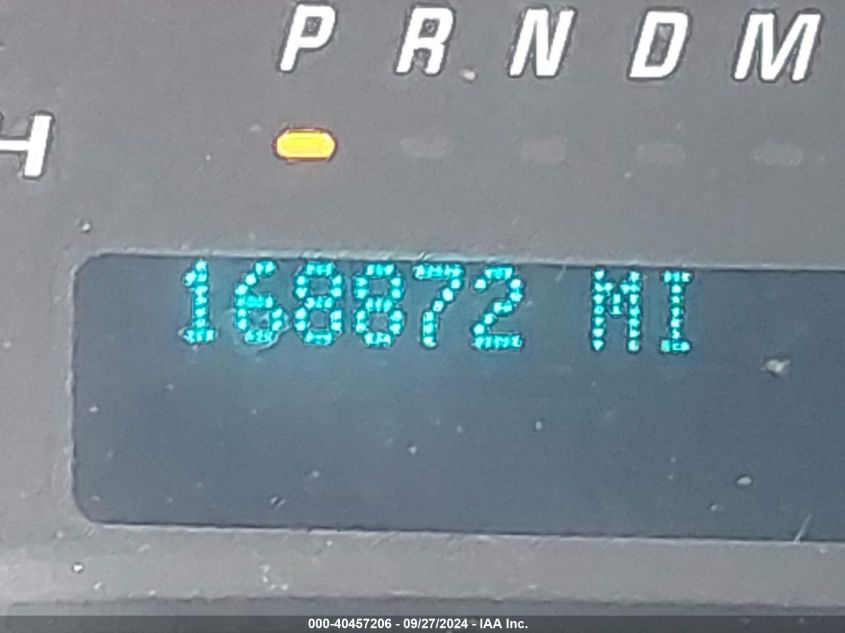 P R N D M
H
168872 MI
000-40457206 - 09/27/2024 - IAA Inc.